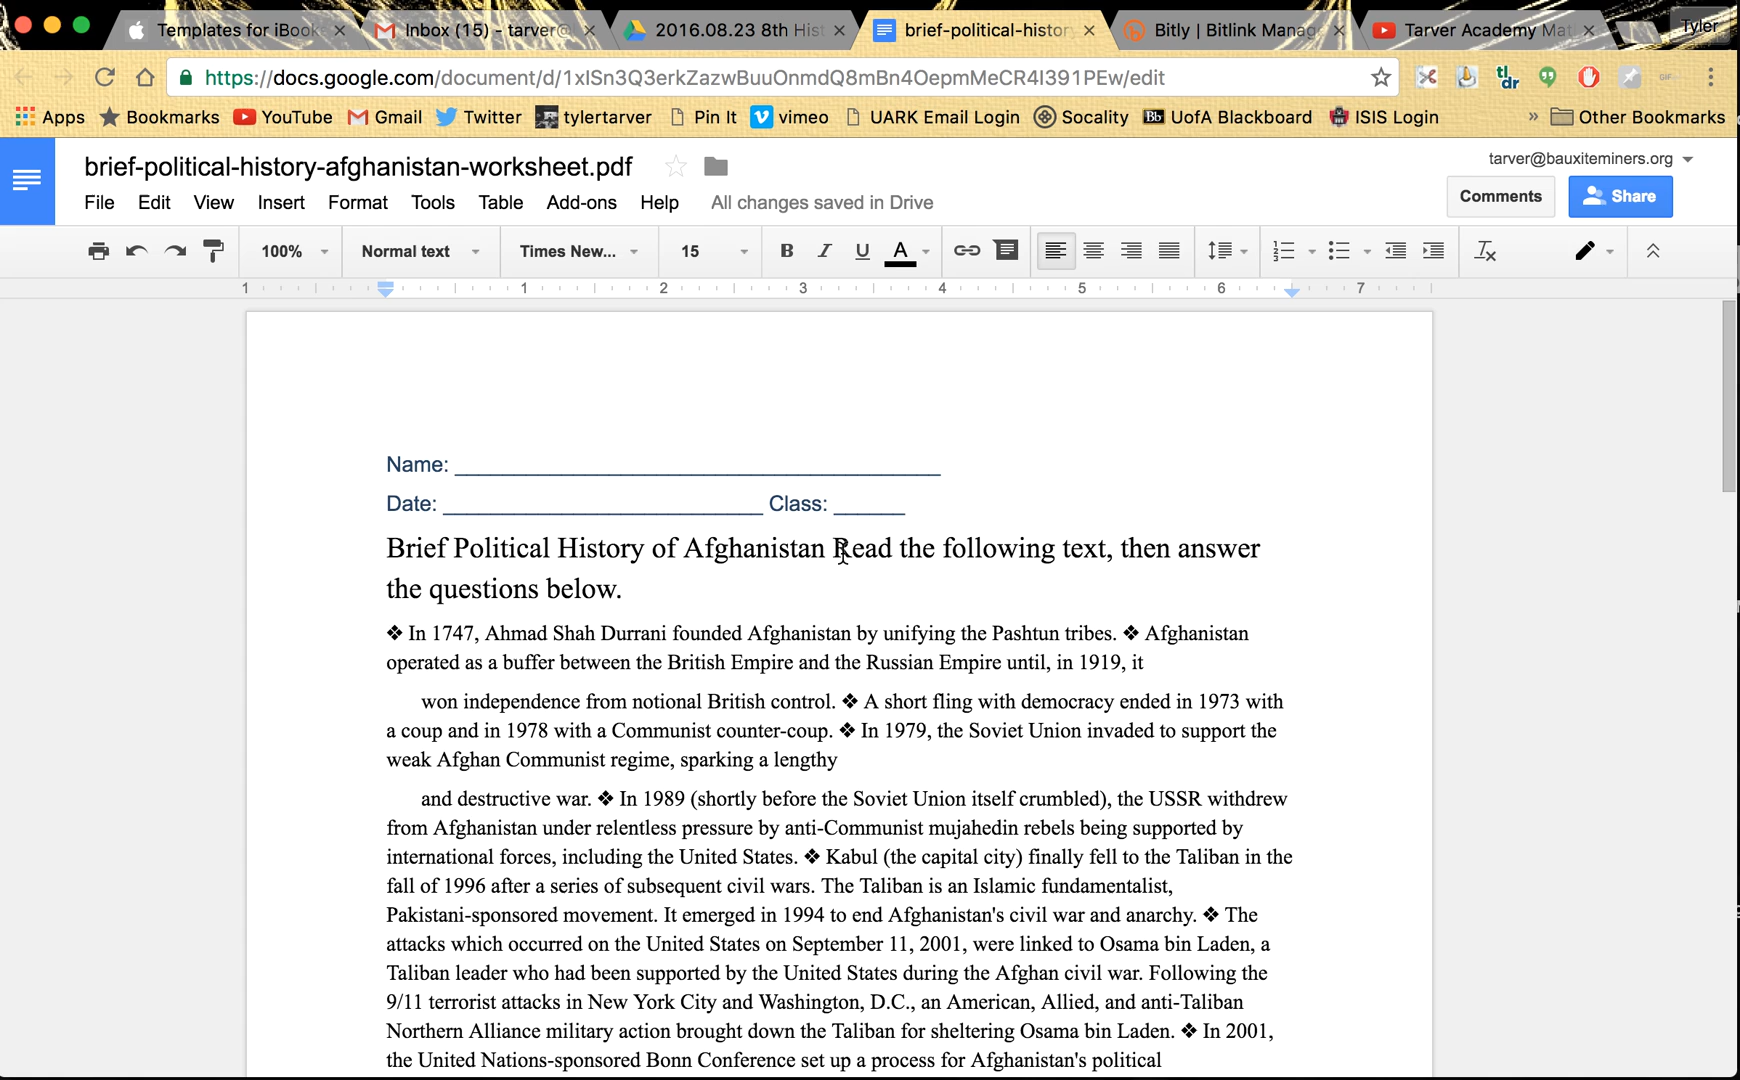 Templates for iBook
Inbox (15) - tarver@
2016.08.23 8th Hist
brief-political-histor
Bitly | Bitlink Manag
Tarver Academy Mat
Tyler
https://docs.google.com/document/d/1xISn3Q3erkZazwBuuOnmdQ8mBn4OepmMeCR4I391PEw/edit
tl;dr
GIF
Apps
Bookmarks
YouTube
Gmail
Twitter
tylertarver
Pin It
vimeo
UARK Email Login
Socality
Bb UofA Blackboard
ISIS Login
»
Other Bookmarks
brief-political-history-afghanistan-worksheet.pdf
tarver@bauxiteminers.org
File Edit View Insert Format Tools Table Add-ons Help All changes saved in Drive
Comments
Share
100% Normal text Times New... 15 B I U A
1 1 2 3 4 5 6 7
Name: ________________________________________
Date: __________________________ Class: ______
Brief Political History of Afghanistan Read the following text, then answer
the questions below.
❖ In 1747, Ahmad Shah Durrani founded Afghanistan by unifying the Pashtun tribes. ❖ Afghanistan
operated as a buffer between the British Empire and the Russian Empire until, in 1919, it
won independence from notional British control. ❖ A short fling with democracy ended in 1973 with
a coup and in 1978 with a Communist counter-coup. ❖ In 1979, the Soviet Union invaded to support the
weak Afghan Communist regime, sparking a lengthy
and destructive war. ❖ In 1989 (shortly before the Soviet Union itself crumbled), the USSR withdrew
from Afghanistan under relentless pressure by anti-Communist mujahedin rebels being supported by
international forces, including the United States. ❖ Kabul (the capital city) finally fell to the Taliban in the
fall of 1996 after a series of subsequent civil wars. The Taliban is an Islamic fundamentalist,
Pakistani-sponsored movement. It emerged in 1994 to end Afghanistan's civil war and anarchy. ❖ The
attacks which occurred on the United States on September 11, 2001, were linked to Osama bin Laden, a
Taliban leader who had been supported by the United States during the Afghan civil war. Following the
9/11 terrorist attacks in New York City and Washington, D.C., an American, Allied, and anti-Taliban
Northern Alliance military action brought down the Taliban for sheltering Osama bin Laden. ❖ In 2001,
the United Nations-sponsored Bonn Conference set up a process for Afghanistan's political